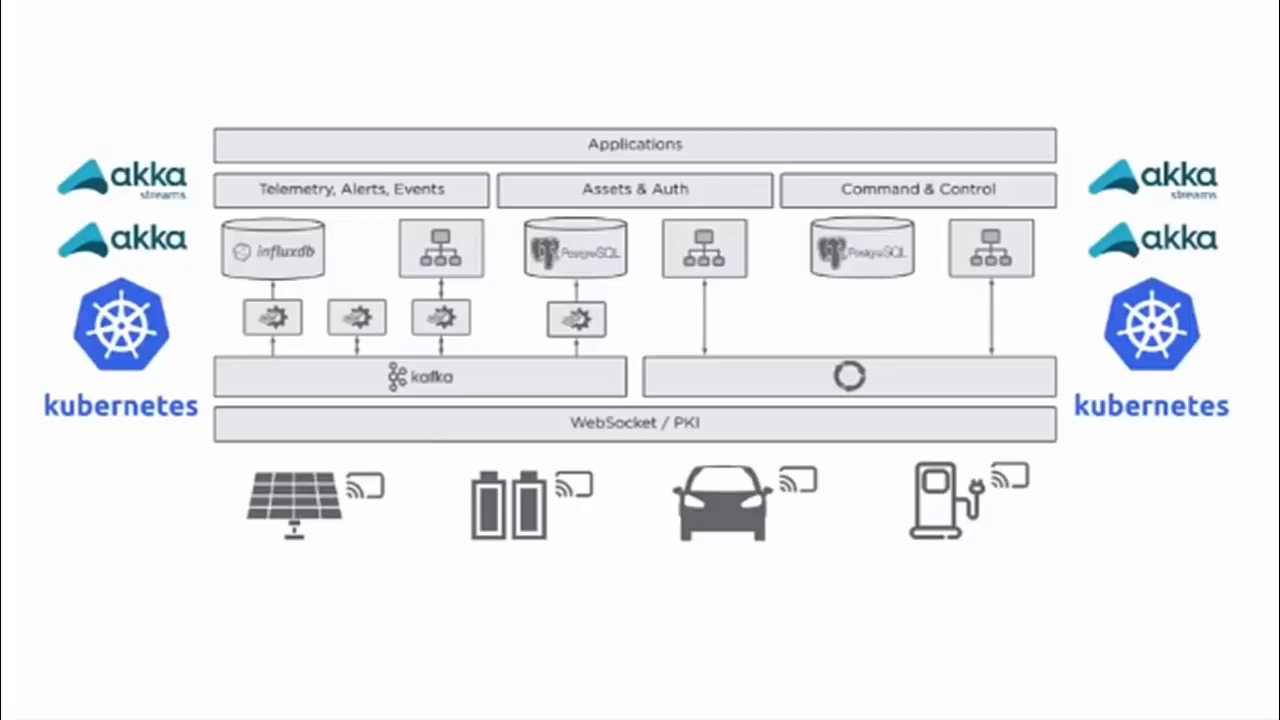 Applications
Telemetry, Alerts, Events
Assets & Auth
Command & Control
akka
streams
akka
kubernetes
influxdb
PostgreSQL
PostgreSQL
kafka
WebSocket / PKI
akka
streams
akka
kubernetes